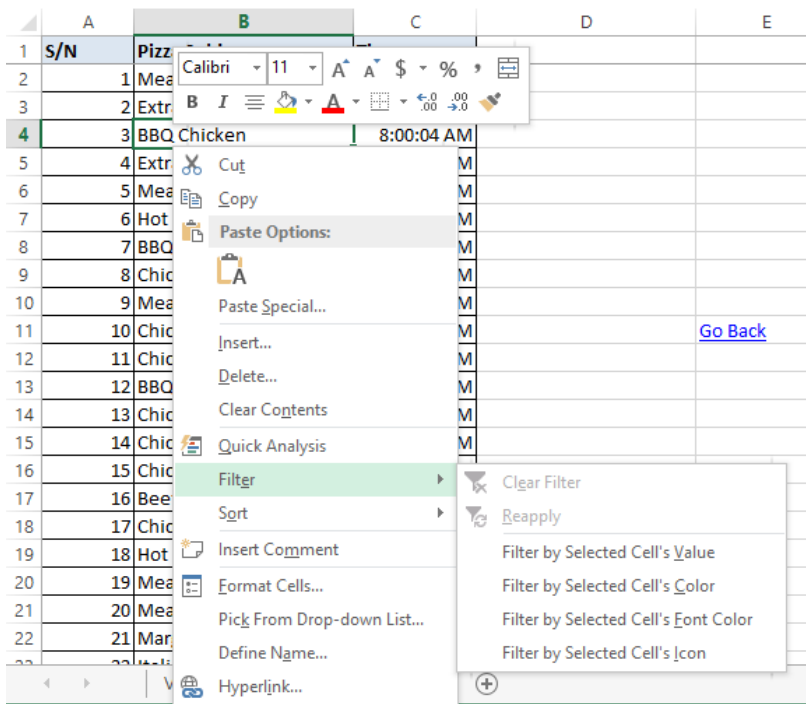 A B C D E
1 S/N Pizz
Calibri 11 A A $ % ,
2 1 Mea
B I A .00 .00
3 2 Extr
4 3 BBQ Chicken 8:00:04 AM
5 4 Extr M
Cut
6 5 Mea M
Copy
7 6 Hot M
Paste Options:
8 7 BBQ M
A
9 8 Chic M
10 9 Mea M
Paste Special...
11 10 Chic M Go Back
Insert...
12 11 Chic M
Delete...
13 12 BBQ M
14 13 Chic M
Clear Contents
15 14 Chic M
Quick Analysis
16 15 Chic
Filter
Clear Filter
17 16 Bee
Sort
Reapply
18 17 Chic
19 18 Hot
Insert Comment
Filter by Selected Cell's Value
20 19 Mea
Format Cells...
Filter by Selected Cell's Color
21 20 Mea
Pick From Drop-down List...
Filter by Selected Cell's Font Color
22 21 Mar
Define Name...
Filter by Selected Cell's Icon
Hyperlink...